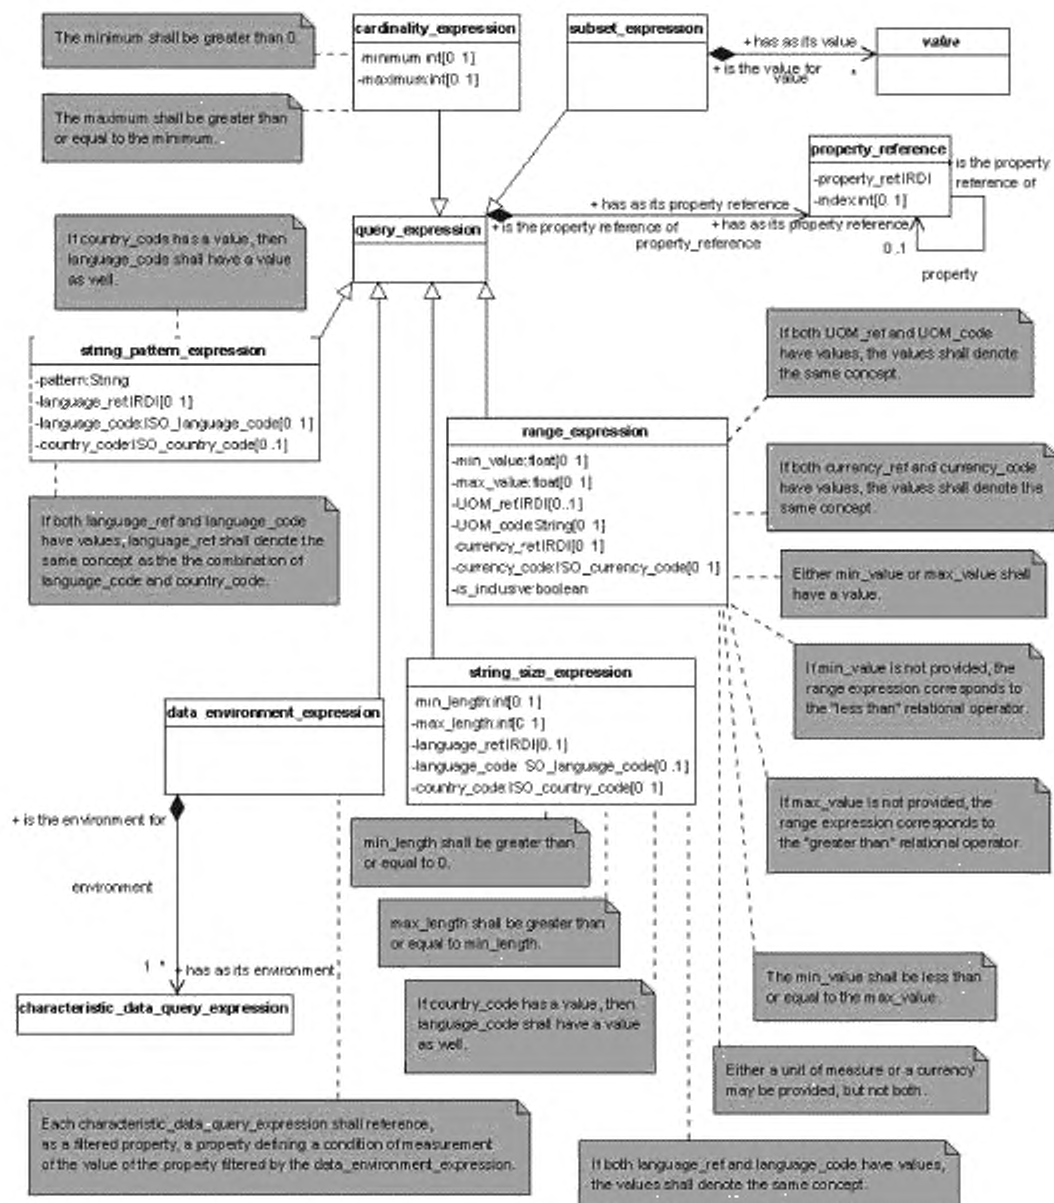 The minimum shall be greater than 0.
cardinality_expression
-minimum:int[0 1]
-maximum:int[0 1]
subset_expression
+ has as its value
+ is the value for
value
*
value
The maximum shall be greater than
or equal to the minimum.
property_reference
-property_ref:IRDI
-index:int[0..1]
is the property
reference of
+ has as its property reference
+ is the property reference of
+has as its property reference
property_reference
0..1
property
query_expression
If country_code has a value, then
language_code shall have a value
as well.
string_pattern_expression
-pattern:String
-language_ref:IRDI[0 1]
-language_code:ISO_language_code[0 1]
-country_code:ISO_country_code[0..1]
If both UOM_ref and UOM_code
have values, the values shall denote
the same concept.
range_expression
-min_value:float[0 1]
-max_value:float[0 1]
-UOM_ref:IRDI[0..1]
-UOM_code:String[0 1]
-currency_ref:IRDI[0 1]
-currency_code:ISO_currency_code[0 1]
-is_inclusive:boolean
If both currency_ref and currency_code
have values, the values shall denote the
same concept.
If both language_ref and language_code
have values, language_ref shall denote the
same concept as the the combination of
language_code and country_code.
Either min_value or max_value shall
have a value.
If min_value is not provided, the
range expression corresponds to
the "less than" relational operator.
string_size_expression
min_length:int[0 1]
-max_length:int[0 1]
-language_ref:IRDI[0..1]
-language_code SO_language_code[0..1]
-country_code:ISO_country_code[0 1]
data_environment_expression
If max_value is not provided, the
range expression corresponds to
the "greater than" relational operator.
+ is the environment for
environment
1 *
+ has as its environment
characteristic_data_query_expression
min_length shall be greater than
or equal to 0.
max_length shall be greater than
or equal to min_length.
If country_code has a value, then
language_code shall have a value
as well.
The min_value shall be less than
or equal to the max_value.
Either a unit of measure or a currency
may be provided, but not both.
Each characteristic_data_query_expression shall reference,
as a filtered property, a property defining a condition of measurement
of the value of the property filtered by the data_environment_expression.
If both language_ref and language_code have values,
the values shall denote the same concept.